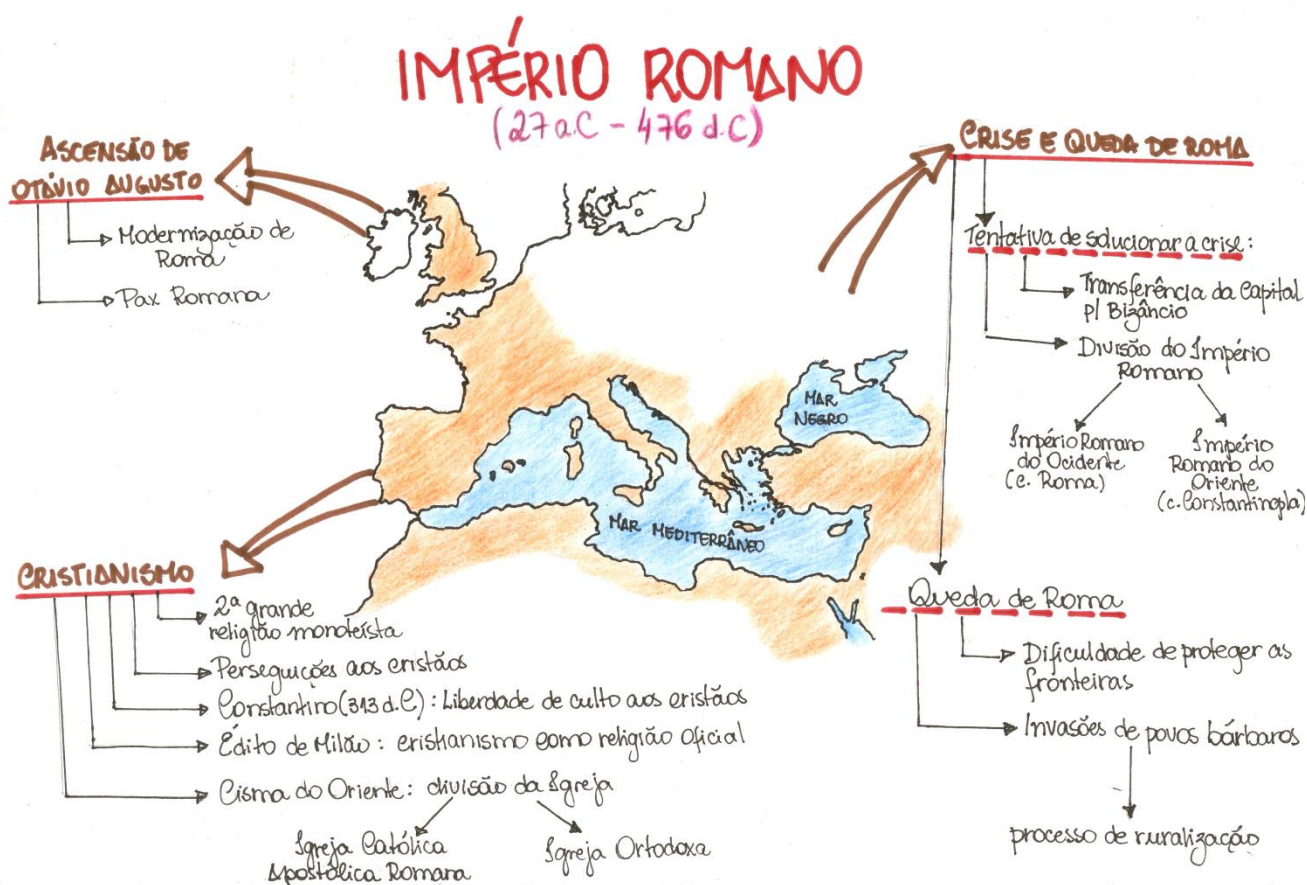 IMPÉRIO ROMANO
(27 a.C - 476 d.C)
ASCENSÃO DE
OTÁVIO AUGUSTO
Modernização de
Roma
Pax Romana
CRISTIANISMO
2ª grande
religião monoteísta
Perseguições aos cristãos
Constantino (313 d.C) : Liberdade de culto aos cristãos
Édito de Milão : cristianismo como religião oficial
Cisma do Oriente : divisão da Igreja
Igreja Católica
Apostólica Romana
Igreja Ortodoxa
MAR
NEGRO
MAR MEDITERRÂNEO
CRISE E QUEDA DE ROMA
Tentativa de solucionar a crise :
Transferência da Capital
p/ Bizâncio
Divisão do Império
Romano
Império Romano
do Ocidente
(c. Roma)
Império
Romano do
Oriente
(c. Constantinopla)
Queda de Roma
Dificuldade de proteger as
fronteiras
Invasões de povos bárbaros
processo de ruralização